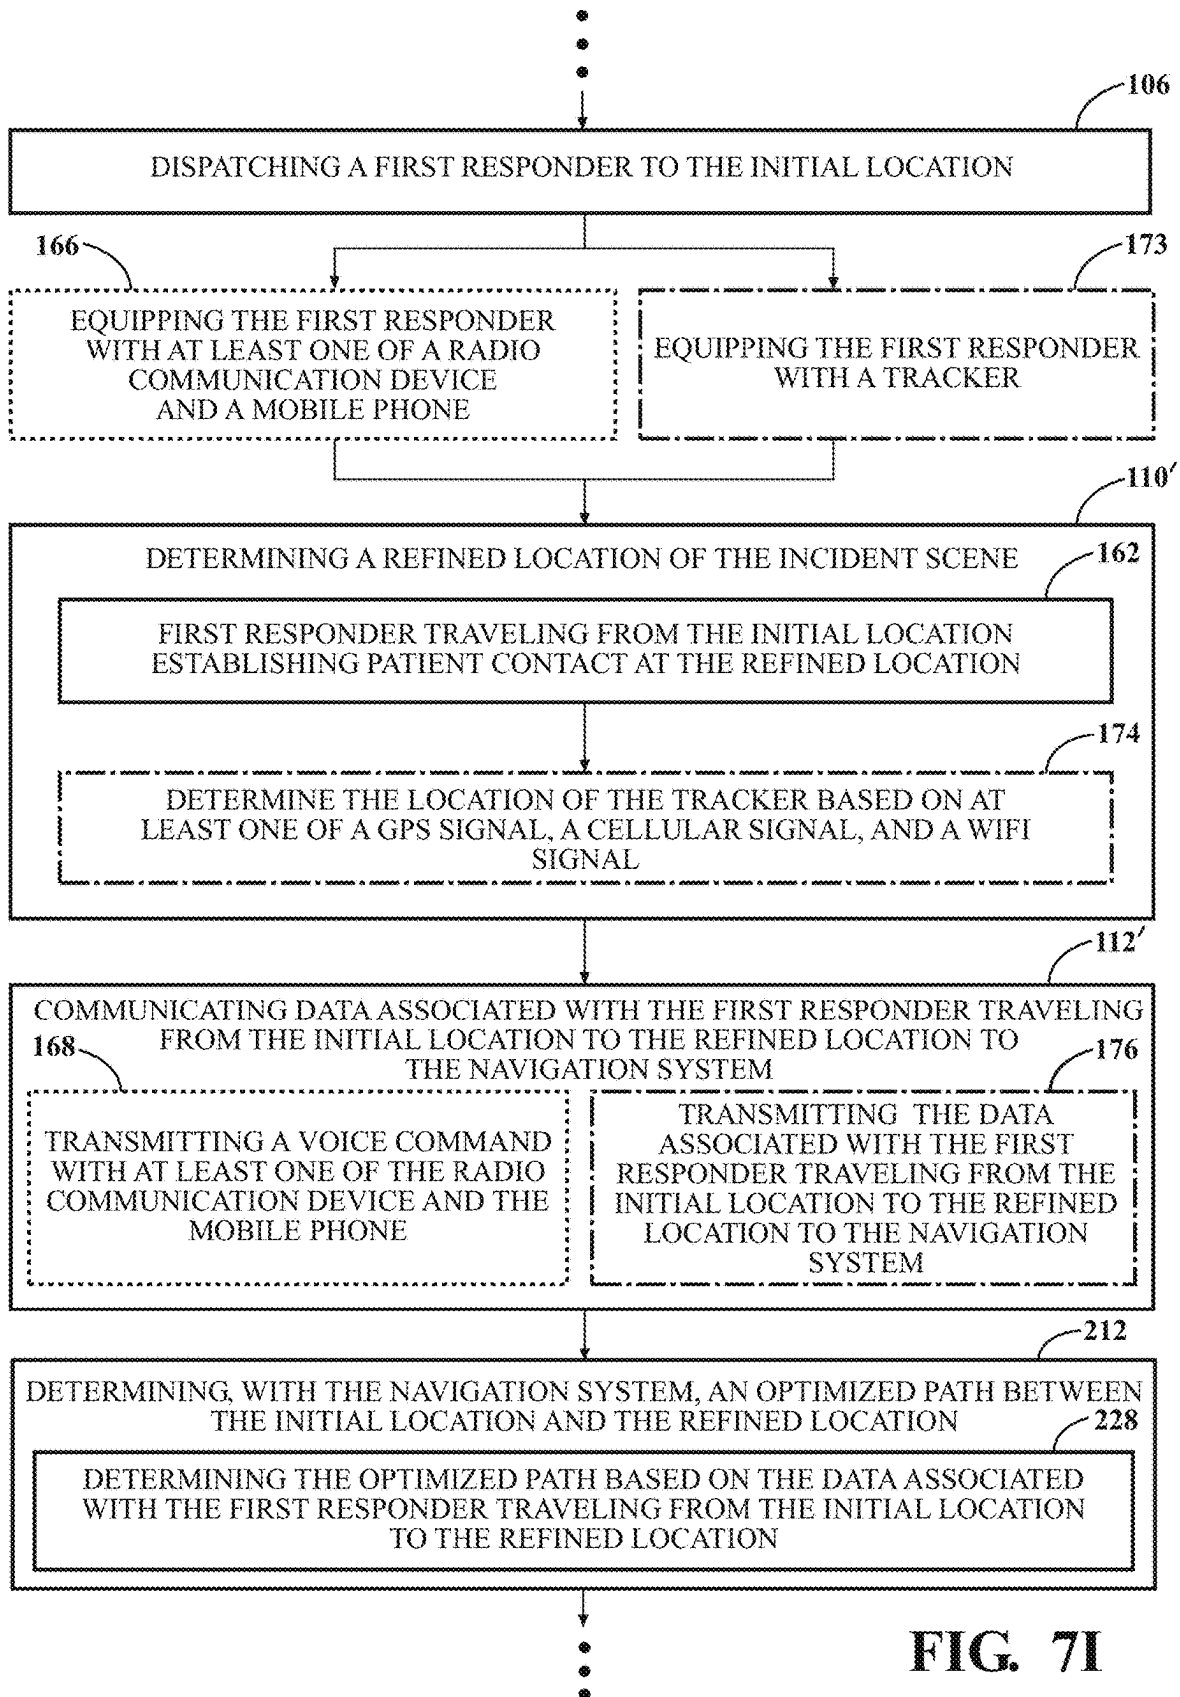 106
DISPATCHING A FIRST RESPONDER TO THE INITIAL LOCATION
166
173
EQUIPPING THE FIRST RESPONDER
WITH AT LEAST ONE OF A RADIO
COMMUNICATION DEVICE
AND A MOBILE PHONE
EQUIPPING THE FIRST RESPONDER
WITH A TRACKER
110′
DETERMINING A REFINED LOCATION OF THE INCIDENT SCENE
162
FIRST RESPONDER TRAVELING FROM THE INITIAL LOCATION
ESTABLISHING PATIENT CONTACT AT THE REFINED LOCATION
174
DETERMINE THE LOCATION OF THE TRACKER BASED ON AT
LEAST ONE OF A GPS SIGNAL, A CELLULAR SIGNAL, AND A WIFI
SIGNAL
112′
COMMUNICATING DATA ASSOCIATED WITH THE FIRST RESPONDER TRAVELING
FROM THE INITIAL LOCATION TO THE REFINED LOCATION TO
THE NAVIGATION SYSTEM
168
176
TRANSMITTING A VOICE COMMAND
WITH AT LEAST ONE OF THE RADIO
COMMUNICATION DEVICE AND THE
MOBILE PHONE
TRANSMITTING THE DATA
ASSOCIATED WITH THE FIRST
RESPONDER TRAVELING FROM THE
INITIAL LOCATION TO THE REFINED
LOCATION TO THE NAVIGATION
SYSTEM
212
DETERMINING, WITH THE NAVIGATION SYSTEM, AN OPTIMIZED PATH BETWEEN
THE INITIAL LOCATION AND THE REFINED LOCATION
228
DETERMINING THE OPTIMIZED PATH BASED ON THE DATA ASSOCIATED
WITH THE FIRST RESPONDER TRAVELING FROM THE INITIAL LOCATION
TO THE REFINED LOCATION
FIG. 7I